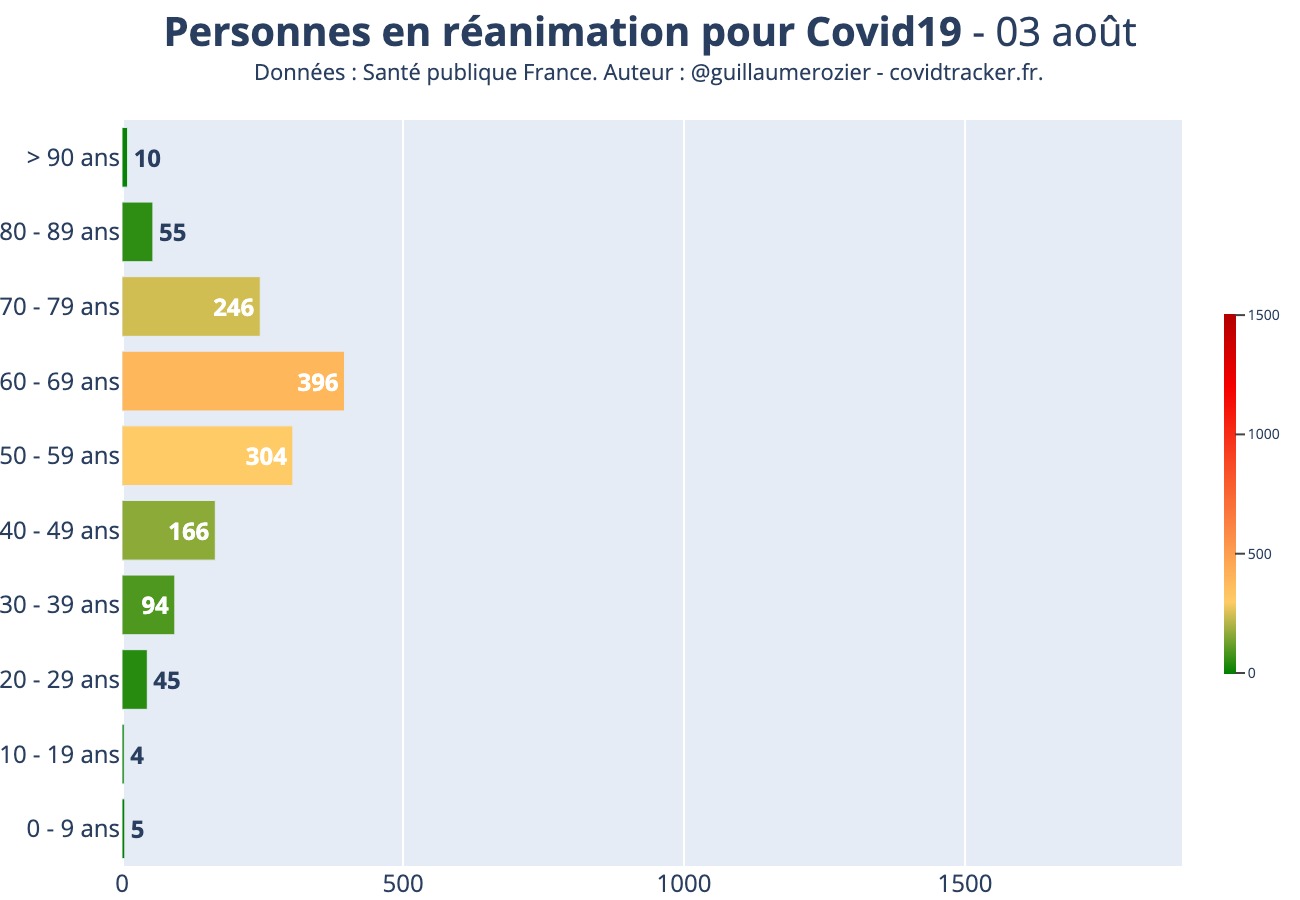 Personnes en réanimation pour Covid19 - 03 août
Données : Santé publique France. Auteur : @guillaumerozier - covidtracker.fr.
> 90 ans 10
80 - 89 ans 55
70 - 79 ans 246
60 - 69 ans 396
50 - 59 ans 304
40 - 49 ans 166
30 - 39 ans 94
20 - 29 ans 45
10 - 19 ans 4
0 - 9 ans 5
0 500 1000 1500
1500
1000
500
0